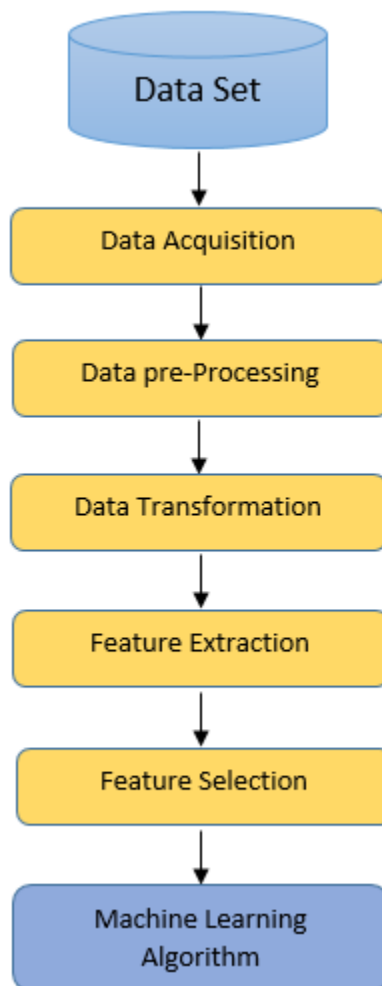 Data Set
Data Acquisition
Data pre-Processing
Data Transformation
Feature Extraction
Feature Selection
Machine Learning
Algorithm